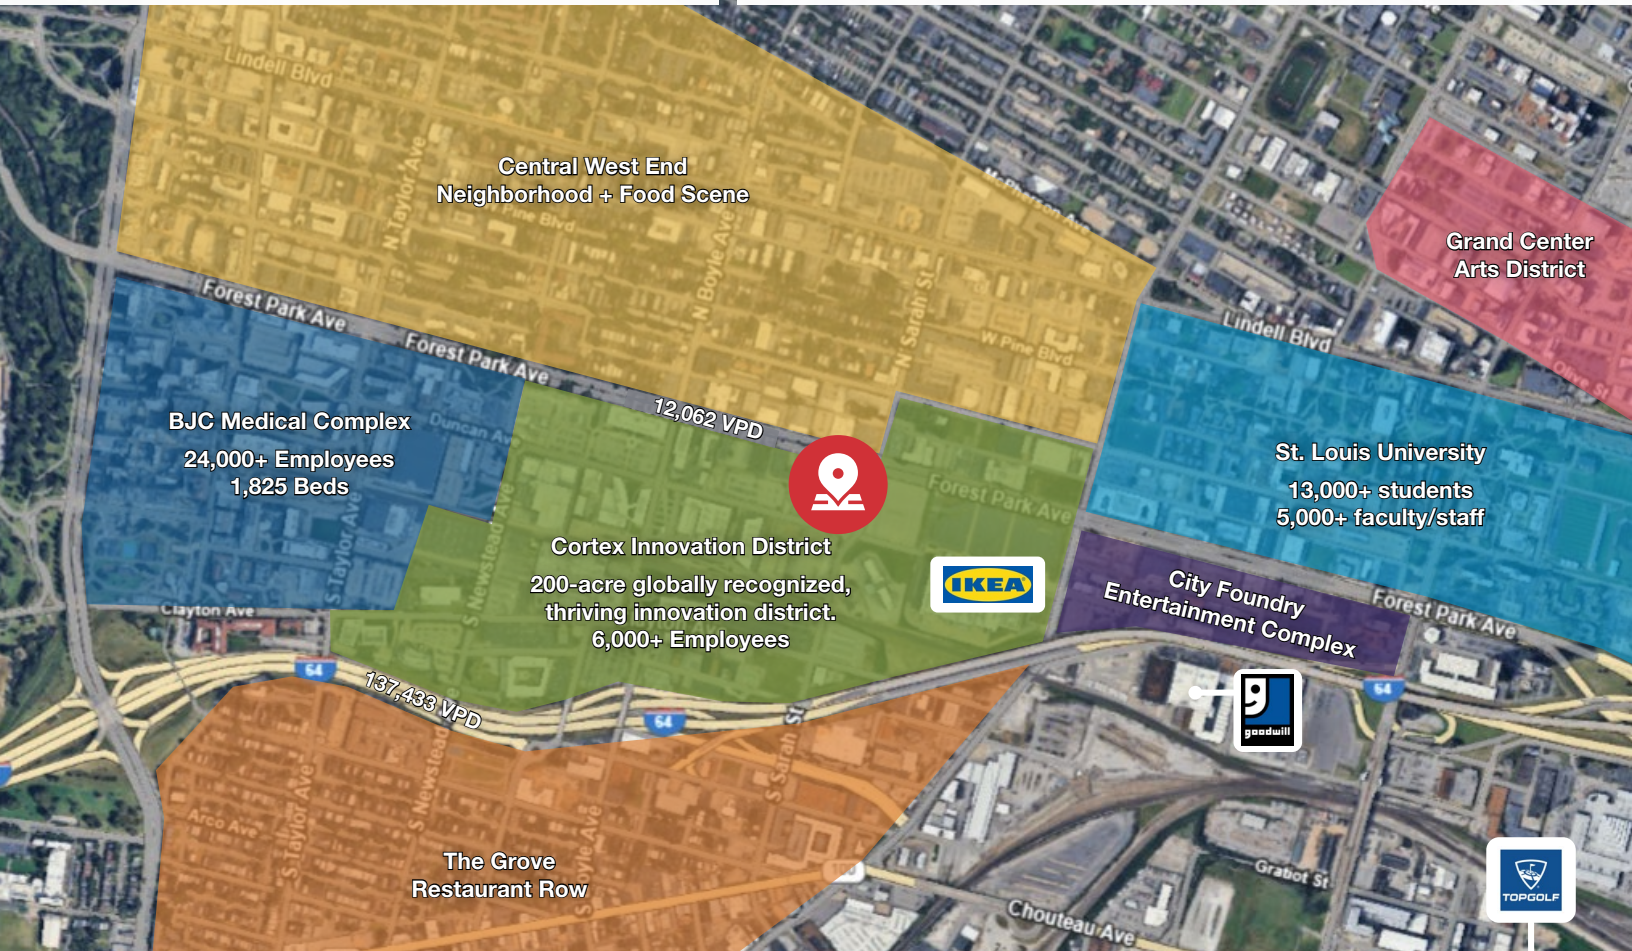 Lindell Blvd
N Taylor Ave
Central West End
Neighborhood + Food Scene
Pine Blvd
N Boyle Ave
McPherson Ave
N Sarah St
W Pine Blvd
Grand Center
Arts District
Olive St
Lindell Blvd
Forest Park Ave
Forest Park Ave
12,062 VPD
BJC Medical Complex
24,000+ Employees
1,825 Beds
Duncan Ave
S Taylor Ave
Clayton Ave
S Newstead Ave
Forest Park Ave
Cortex Innovation District
200-acre globally recognized,
thriving innovation district.
6,000+ Employees
IKEA
St. Louis University
13,000+ students
5,000+ faculty/staff
City Foundry
Entertainment Complex
Forest Park Ave
64
137,433 VPD
64
64
goodwill
S Sarah St
S Newstead
Arco Ave
S Taylor Ave
S Boyle Ave
The Grove
Restaurant Row
Grabot St
Chouteau Ave
TOPGOLF